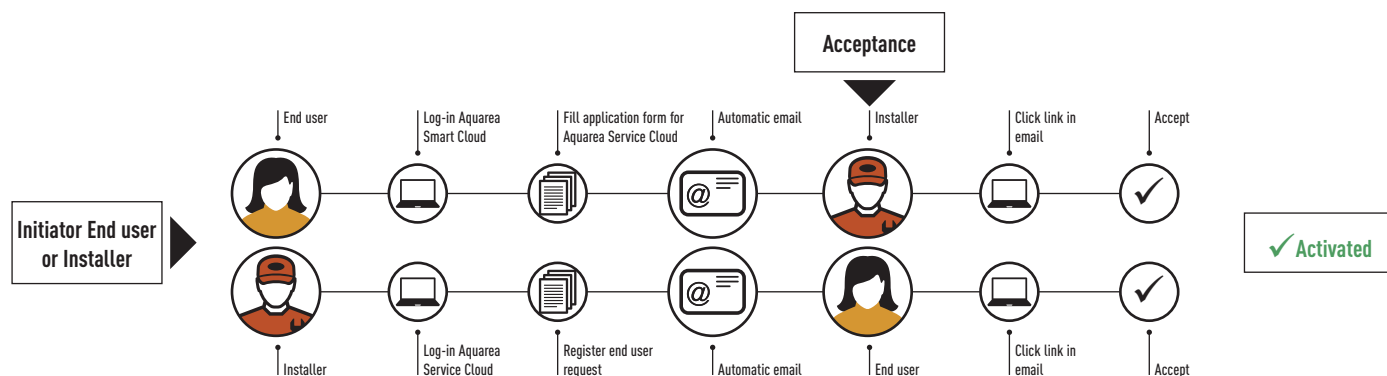 Acceptance
End user
Log-in Aquarea
Smart Cloud
Fill application form for
Aquarea Service Cloud
Automatic email
Installer
Click link in
email
Accept
@
@
Initiator End user
or Installer
Activated
Installer
Log-in Aquarea
Service Cloud
Register end user
request
Automatic email
End user
Click link in
email
Accept